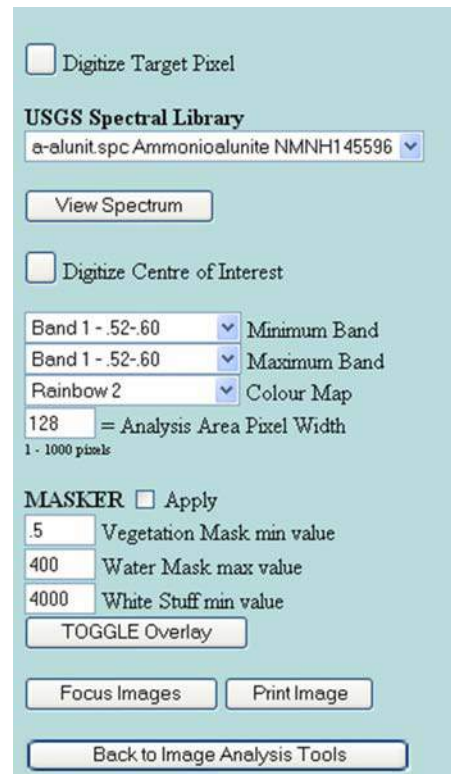 Digitize Target Pixel
USGS Spectral Library
a-alunit.spc Ammonioalunite NMNH145596
View Spectrum
Digitize Centre of Interest
Band 1 - .52-.60 Minimum Band
Band 1 - .52-.60 Maximum Band
Rainbow 2 Colour Map
128 = Analysis Area Pixel Width
1 - 1000 pixels
MASKER Apply
.5 Vegetation Mask min value
400 Water Mask max value
4000 White Stuff min value
TOGGLE Overlay
Focus Images Print Image
Back to Image Analysis Tools